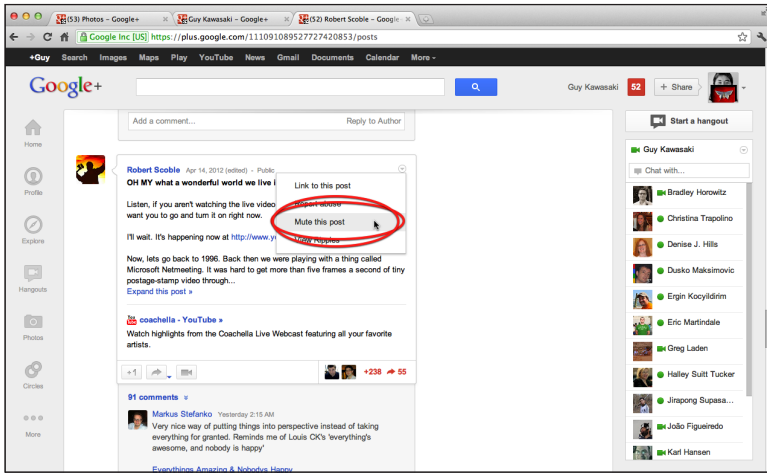 (53) Photos - Google+
Guy Kawasaki - Google+
(52) Robert Scoble - Google+
Google Inc [US] https://plus.google.com/111091089527727420853/posts
+Guy Search Images Maps Play YouTube News Gmail Documents Calendar More
Google+
Guy Kawasaki 52 + Share
Add a comment... Reply to Author
Start a hangout
Home
Profile
Explore
Hangouts
Photos
Circles
More
Robert Scoble Apr 14, 2012 (edited) - Public
OH MY what a wonderful world we live i
Listen, if you aren't watching the live video
want you to go and turn it on right now.
I'll wait. It's happening now at http://www.y
Now, lets go back to 1996. Back then we were playing with a thing called
Microsoft Netmeeting. It was hard to get more than five frames a second of tiny
postage-stamp video through...
Expand this post »
Link to this post
Report abuse
Mute this post
View Ripples
coachella - YouTube »
Watch highlights from the Coachella Live Webcast featuring all your favorite
artists.
+1
+238 55
91 comments
Markus Stefanko Yesterday 2:15 AM
Very nice way of putting things into perspective instead of taking
everything for granted. Reminds me of Louis CK's 'everything's
awesome, and nobody is happy'
Everythings Amazing & Nobodys Happy
Guy Kawasaki
Chat with...
Bradley Horowitz
Christina Trapolino
Denise J. Hills
Dusko Maksimovic
Ergin Kocyildirim
Eric Martindale
Greg Laden
Halley Suitt Tucker
Jirapong Supasa...
João Figueiredo
Karl Hansen